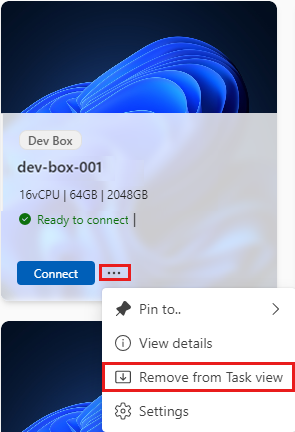 Dev Box
dev-box-001
16vCPU | 64GB | 2048GB
Ready to connect |
Connect ···
Pin to..
View details
Remove from Task view
Settings